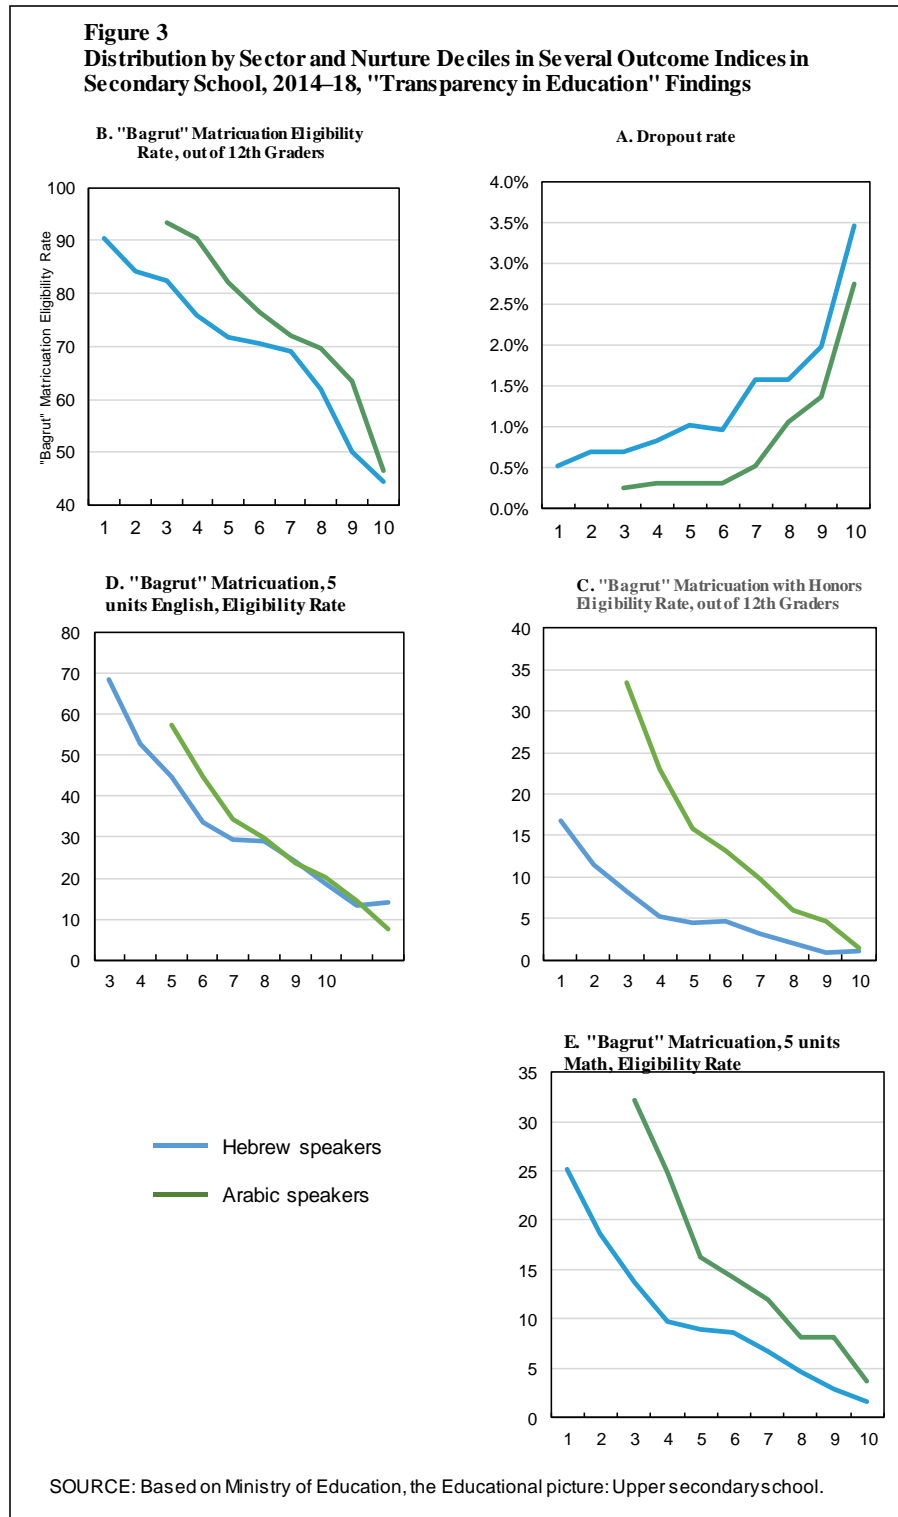 Figure 3
Distribution by Sector and Nurture Deciles in Several Outcome Indices in
Secondary School, 2014–18, "Transparency in Education" Findings
B. "Bagrut" Matricuation Eligibility
Rate, out of 12th Graders
"Bagrut" Matricuation Eligibility Rate
100
90
80
70
60
50
40
1 2 3 4 5 6 7 8 9 10
A. Dropout rate
4.0%
3.5%
3.0%
2.5%
2.0%
1.5%
1.0%
0.5%
0.0%
1 2 3 4 5 6 7 8 9 10
D. "Bagrut" Matricuation, 5
units English, Eligibility Rate
80
70
60
50
40
30
20
10
0
3 4 5 6 7 8 9 10
C. "Bagrut" Matricuation with Honors
Eligibility Rate, out of 12th Graders
40
35
30
25
20
15
10
5
0
1 2 3 4 5 6 7 8 9 10
E. "Bagrut" Matricuation, 5 units
Math, Eligibility Rate
35
30
25
20
15
10
5
0
1 2 3 4 5 6 7 8 9 10
Hebrew speakers
Arabic speakers
SOURCE: Based on Ministry of Education, the Educational picture: Upper secondary school.